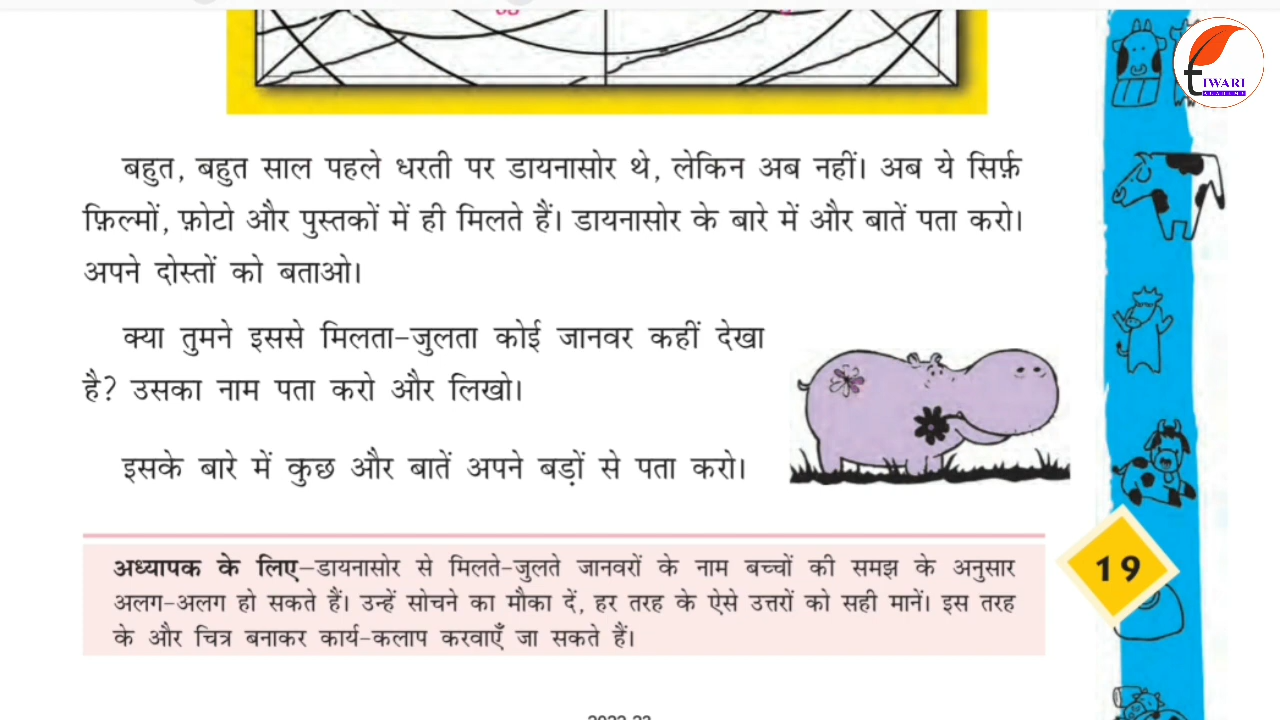 बहुत, बहुत साल पहले धरती पर डायनासोर थे, लेकिन अब नहीं। अब ये सिर्फ़
फ़िल्मों, फ़ोटो और पुस्तकों में ही मिलते हैं। डायनासोर के बारे में और बातें पता करो।
अपने दोस्तों को बताओ।
क्या तुमने इससे मिलता-जुलता कोई जानवर कहीं देखा
है? उसका नाम पता करो और लिखो।
इसके बारे में कुछ और बातें अपने बड़ों से पता करो।
अध्यापक के लिए–डायनासोर से मिलते-जुलते जानवरों के नाम बच्चों की समझ के अनुसार
अलग-अलग हो सकते हैं। उन्हें सोचने का मौका दें, हर तरह के ऐसे उत्तरों को सही मानें। इस तरह
के और चित्र बनाकर कार्य-कलाप करवाएँ जा सकते हैं।
19
TIWARI
ACADEMY